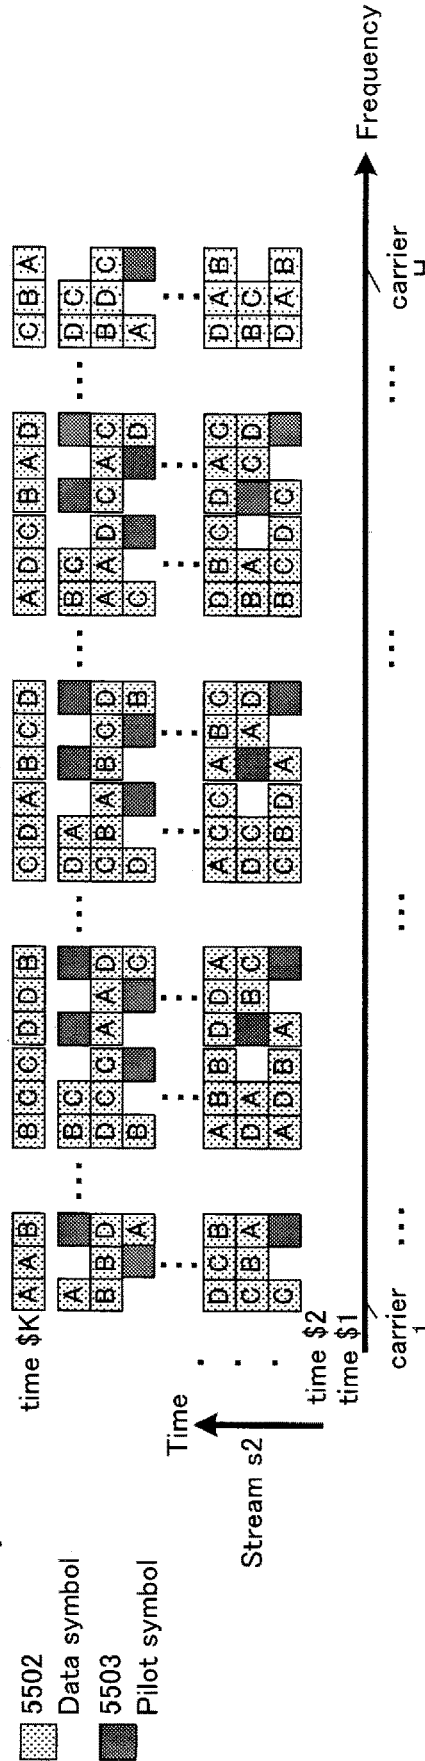 5502
Data symbol
5503
Pilot symbol
time $K
A A B B C C D D B C D A B C D A D C B A D C B A
A B C D A B C D C
B B D D C C A A D C B A B C D A A D C A C B D C
A B C D B C D A
D C B A B B D D A A C C A B C D B C D A C D A B
C B A D A B C D C A D B A C D B C
C A D B A C B D A B C D C D A B
Time
Stream s2
time $2
time $1
carrier
1
carrier
L
Frequency